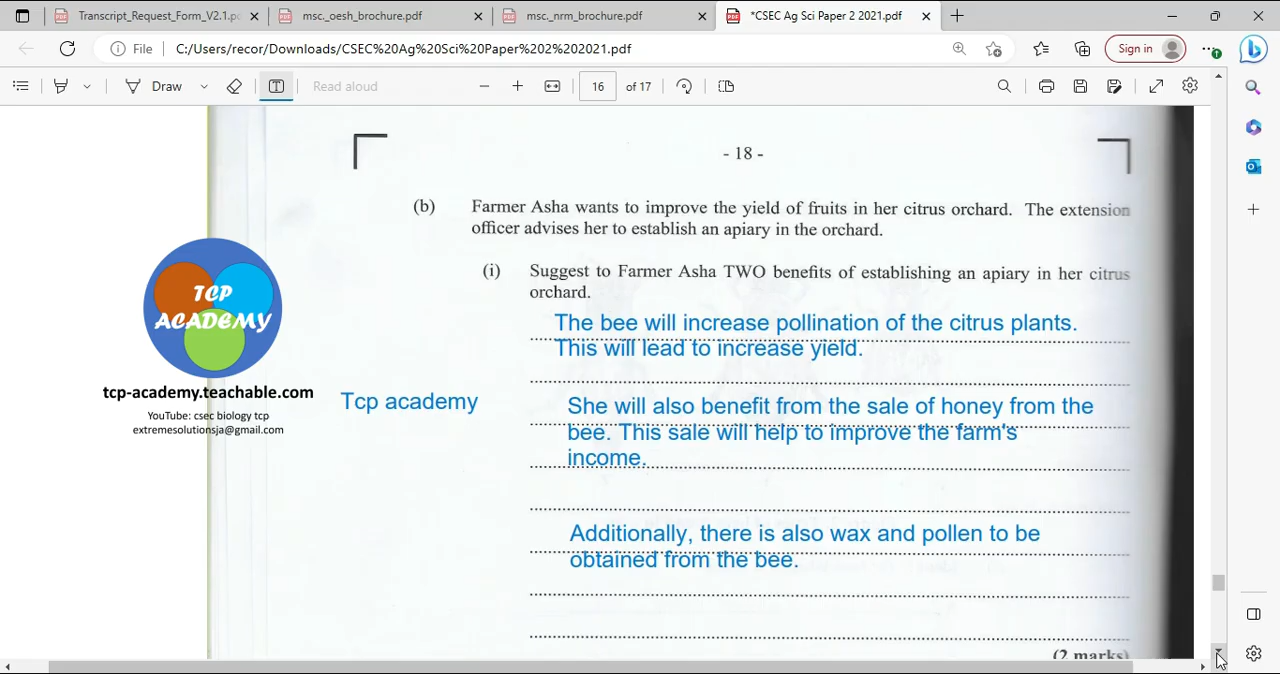 Transcript_Request_Form_V2.1.pc
msc._oesh_brochure.pdf
msc._nrm_brochure.pdf
*CSEC Ag Sci Paper 2 2021.pdf
File
C:/Users/recor/Downloads/CSEC%20Ag%20Sci%20Paper%202%202021.pdf
Sign in
Draw
Read aloud
16
of 17
- 18 -
(b) Farmer Asha wants to improve the yield of fruits in her citrus orchard. The extension
officer advises her to establish an apiary in the orchard.
(i) Suggest to Farmer Asha TWO benefits of establishing an apiary in her citrus
orchard.
The bee will increase pollination of the citrus plants.
This will lead to increase yield.
TCP
ACADEMY
tcp-academy.teachable.com
YouTube: csec biology tcp
extremesolutionsja@gmail.com
Tcp academy
She will also benefit from the sale of honey from the
bee. This sale will help to improve the farm's
income.
Additionally, there is also wax and pollen to be
obtained from the bee.
(2 marks)